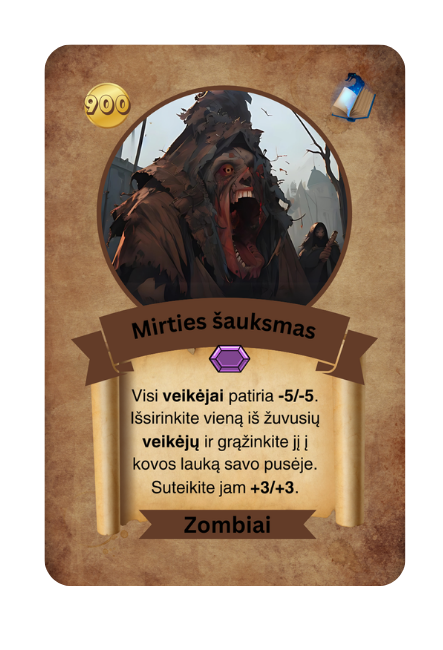 900
Mirties šauksmas
Visi veikėjai patiria -5/-5.
Išsirinkite vieną iš žuvusių
veikėjų ir grąžinkite jį į
kovos lauką savo pusėje.
Suteikite jam +3/+3.
Zombiai